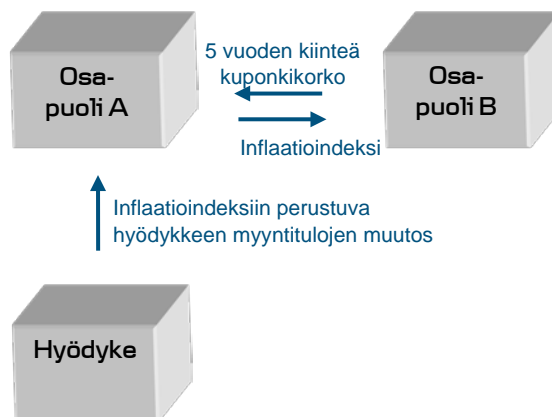 Osa-
puoli A
5 vuoden kiinteä
kuponkikorko
Osa-
puoli B
Inflaatioindeksi
Inflaatioindeksiin perustuva
hyödykkeen myyntitulojen muutos
Hyödyke